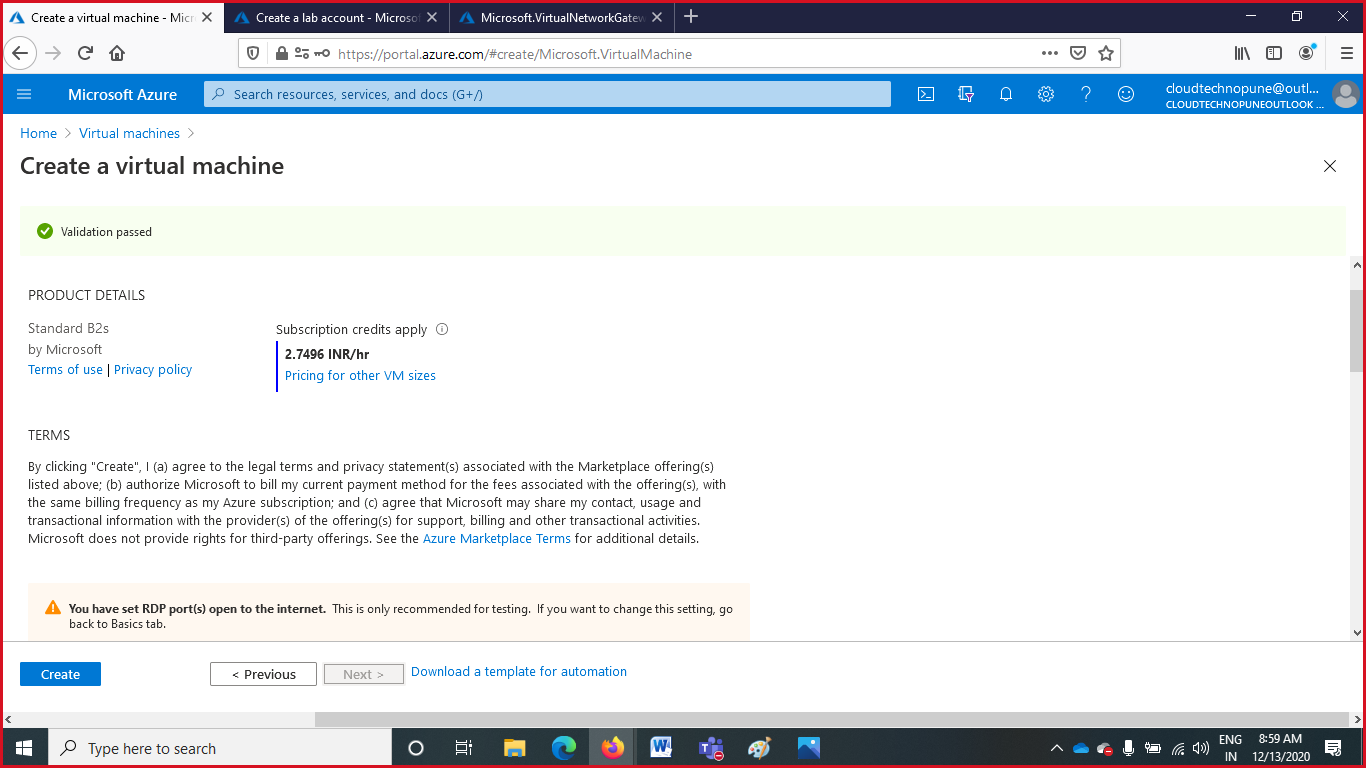 Create a virtual machine - Micr
Create a lab account - Microsof
Microsoft.VirtualNetworkGatew
https://portal.azure.com/#create/Microsoft.VirtualMachine
Microsoft Azure
Search resources, services, and docs (G+/)
cloudtechnopune@outl...
CLOUDTECHNOPUNEOUTLOOK ...
Home > Virtual machines >
Create a virtual machine
Validation passed
PRODUCT DETAILS
Standard B2s
by Microsoft
Terms of use | Privacy policy
Subscription credits apply
2.7496 INR/hr
Pricing for other VM sizes
TERMS
By clicking "Create", I (a) agree to the legal terms and privacy statement(s) associated with the Marketplace offering(s)
listed above; (b) authorize Microsoft to bill my current payment method for the fees associated with the offering(s), with
the same billing frequency as my Azure subscription; and (c) agree that Microsoft may share my contact, usage and
transactional information with the provider(s) of the offering(s) for support, billing and other transactional activities.
Microsoft does not provide rights for third-party offerings. See the Azure Marketplace Terms for additional details.
You have set RDP port(s) open to the internet. This is only recommended for testing. If you want to change this setting, go
back to Basics tab.
Create
< Previous
Next >
Download a template for automation
Type here to search
ENG
IN
8:59 AM
12/13/2020